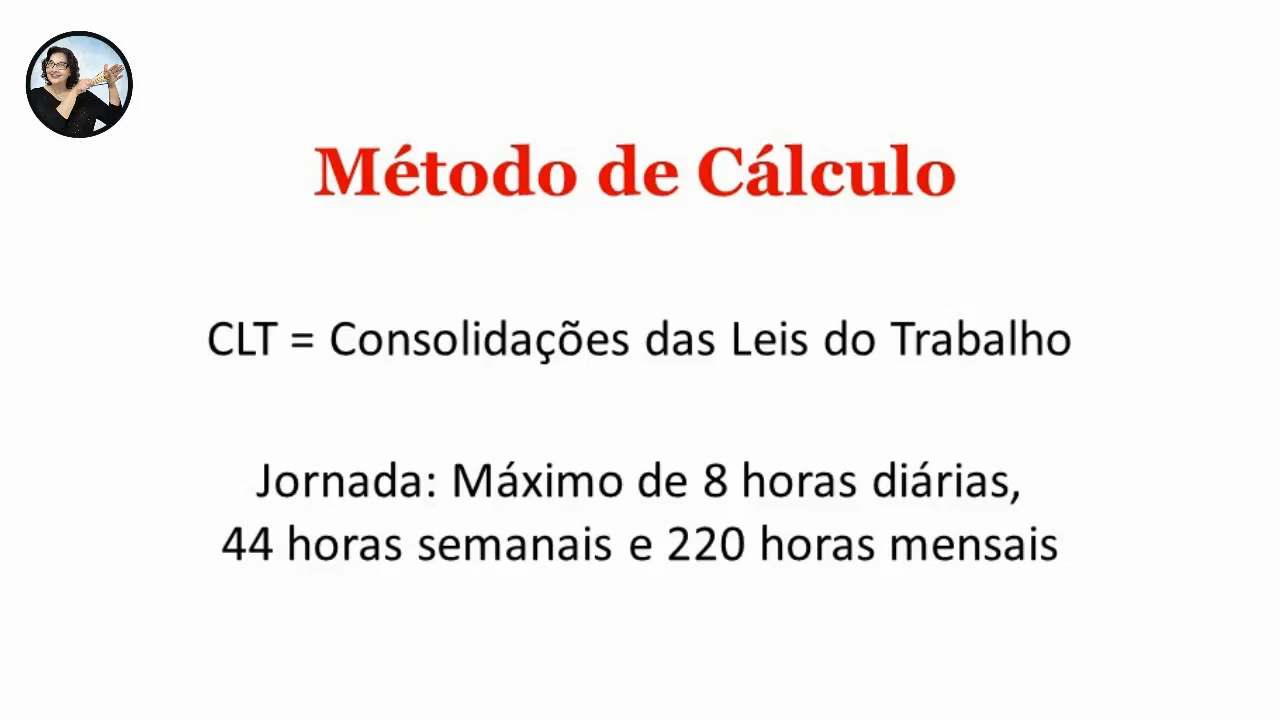 Método de Cálculo
CLT = Consolidações das Leis do Trabalho
Jornada: Máximo de 8 horas diárias,
44 horas semanais e 220 horas mensais